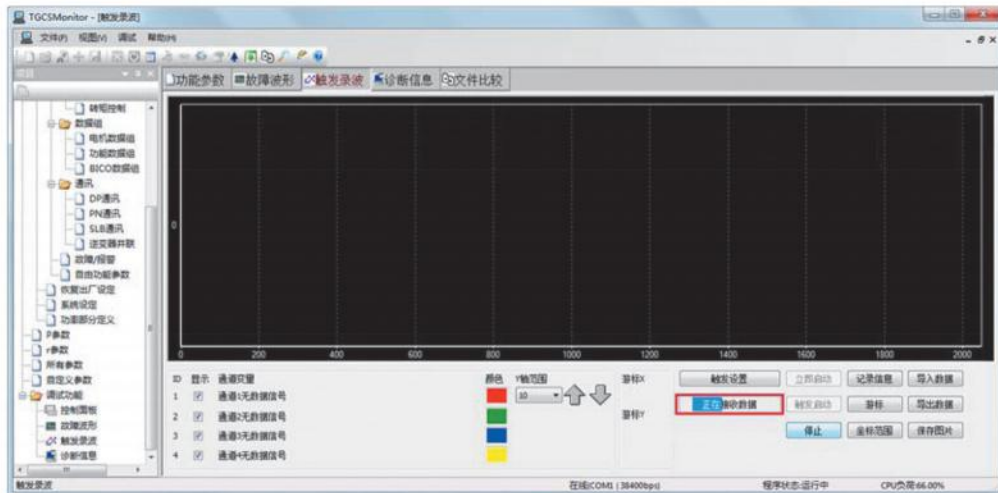 TGCSMonitor - [触发录波]
文件(F) 视图(V) 调试 帮助(H)
功能参数 故障波形 触发录波 诊断信息 文件比较
转矩控制
数据组
电机数据组
功能数据组
BICO数据组
通讯
DP通讯
PN通讯
SLB通讯
逆变器并联
故障/报警
自由功能参数
恢复出厂设定
系统设定
功率部分定义
P参数
r参数
所有参数
自定义参数
调试功能
控制面板
故障波形
触发录波
诊断信息
0
0 200 400 600 800 1000 1200 1400 1600 1800 2000
ID 显示 通道变量 颜色 Y轴范围 游标X
1 通道1无数据信号 10
2 通道2无数据信号 游标Y
3 通道3无数据信号
4 通道4无数据信号
触发设置 立即启动 记录信息 导入数据
正在接收数据 触发启动 游标 导出数据
停止 坐标范围 保存图片
触发录波 在线(COM1 | 38400bps) 程序状态:运行中 CPU负荷:66.00%